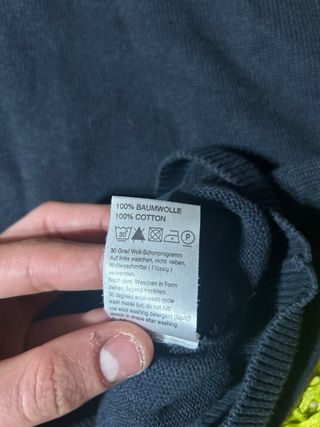 100% BAUMWOLLE
100% COTTON
30 P
30 Grad Woll-Schonprogramm
Auf links waschen, nicht reiben,
Wollwaschmittel (flüssig)
verwenden.
Nach dem Waschen in Form
ziehen, liegend trocknen.
30 degrees wool-wash cycle
wash inside out, do not rub
use wool washing detergent (liquid)
stretch in shape after washing